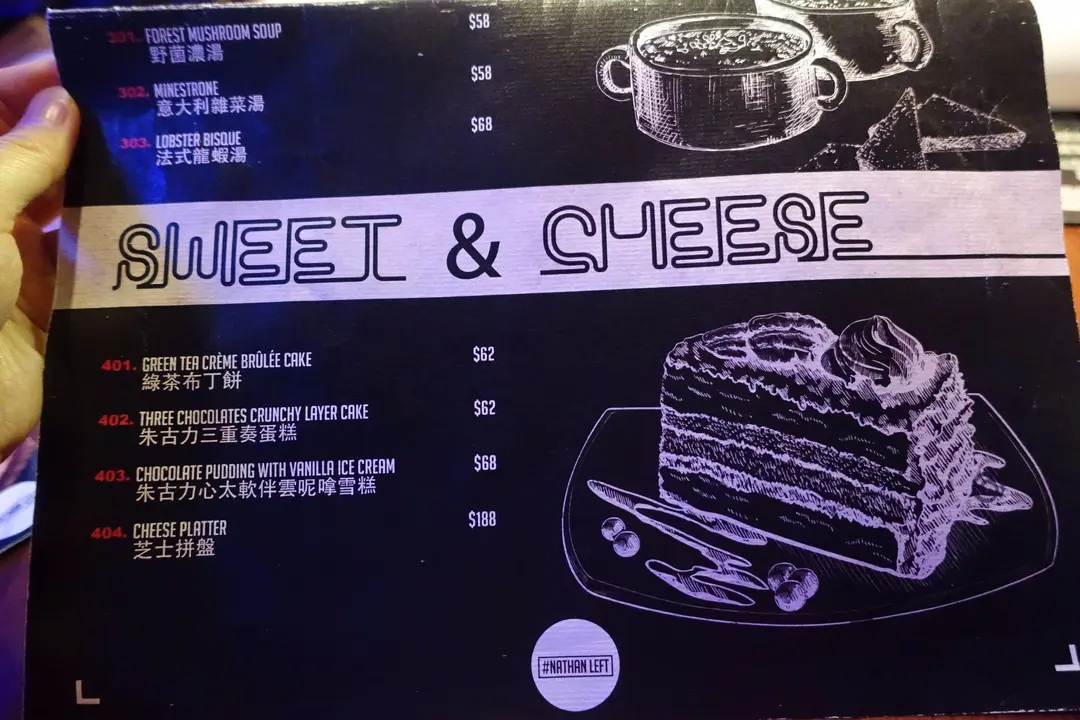 301. FOREST MUSHROOM SOUP $58
野菌濃湯
302. MINESTRONE $58
意大利雜菜湯
303. LOBSTER BISQUE $68
法式龍蝦湯
SWEET & CHEESE
401. GREEN TEA CRÈME BRÛLÉE CAKE $62
綠茶布丁餅
402. THREE CHOCOLATES CRUNCHY LAYER CAKE $62
朱古力三重奏蛋糕
403. CHOCOLATE PUDDING WITH VANILLA ICE CREAM $68
朱古力心太軟伴雲呢嗱雪糕
404. CHEESE PLATTER $188
芝士拼盤
#NATHAN LEFT